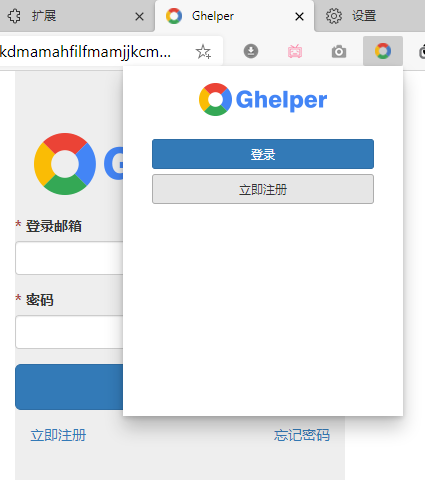 扩展
Ghelper
设置
kdmamahfilfmamjjkcm...
Ghelper
登录
立即注册
G
* 登录邮箱
* 密码
立即注册
忘记密码